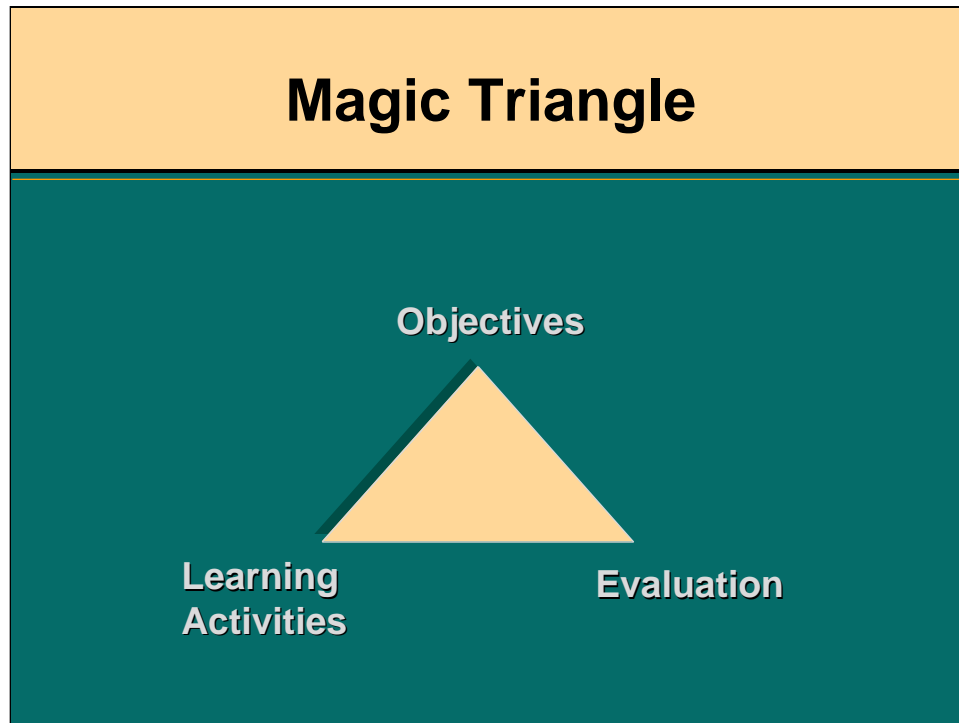 Magic Triangle
Objectives
Learning
Activities
Evaluation